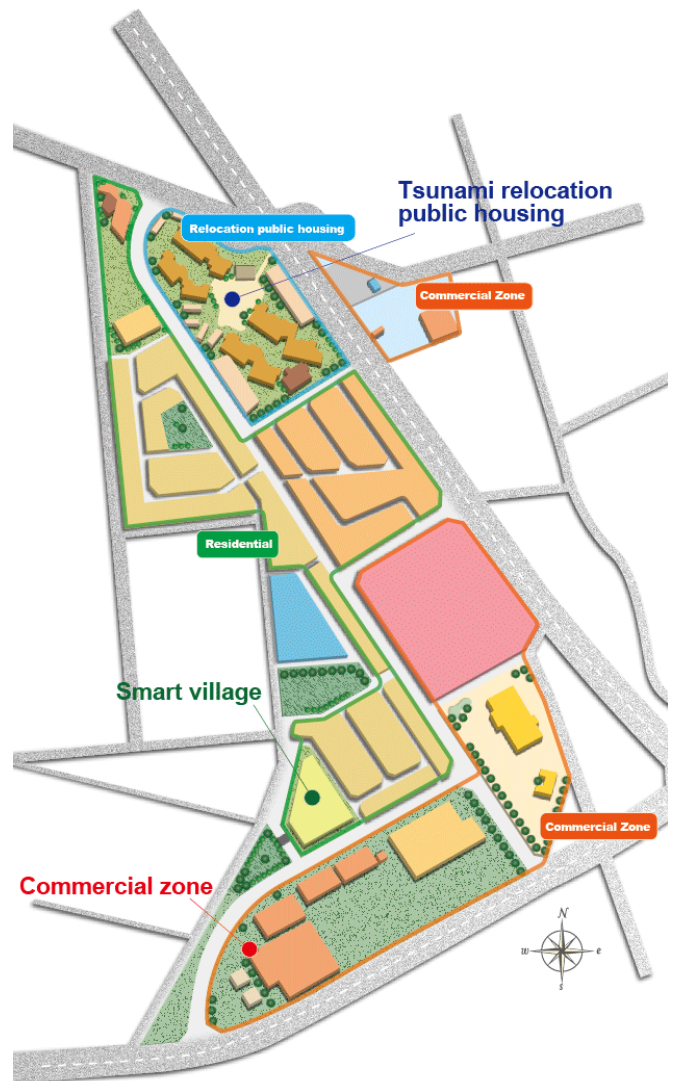 Tsunami relocation
public housing
Relocation public housing
Commercial Zone
Residential
Smart village
Commercial Zone
Commercial zone
N
w
e
s